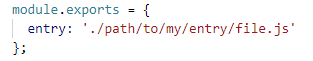 module.exports = {
  entry: './path/to/my/entry/file.js'
};